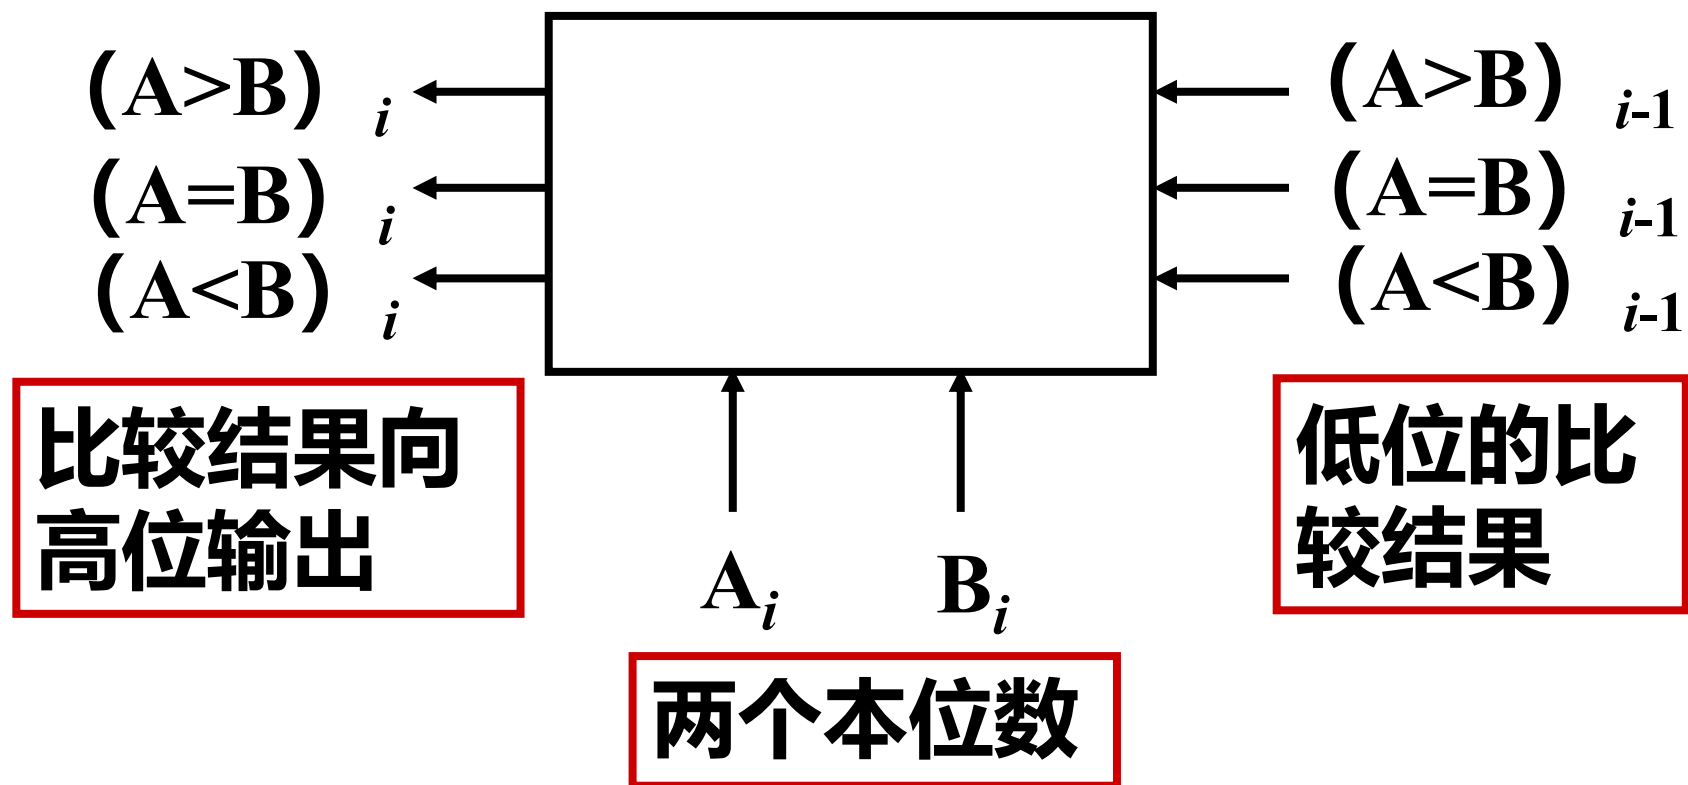 （A>B）i
（A=B）i
（A<B）i
（A>B）i-1
（A=B）i-1
（A<B）i-1
比较结果向
高位输出
低位的比
较结果
Ai
Bi
两个本位数